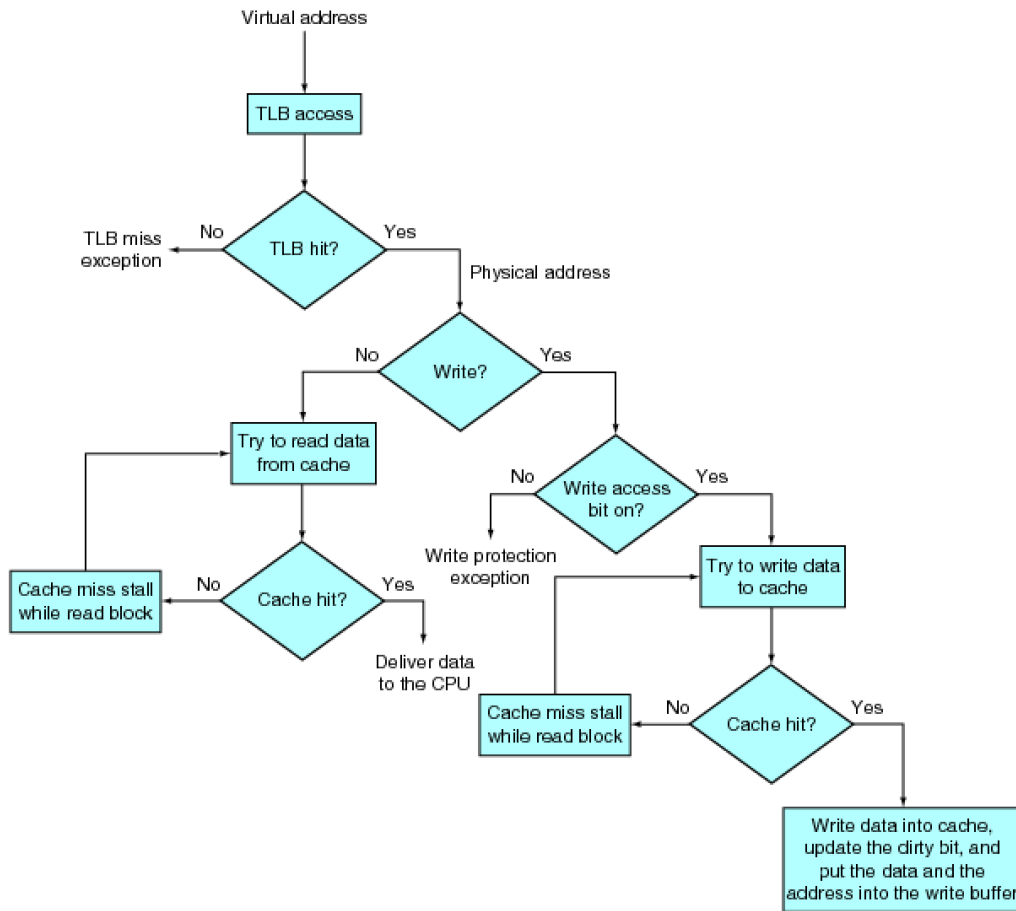 Virtual address
TLB access
No
Yes
TLB miss
exception
TLB hit?
Physical address
No
Yes
Write?
Try to read data
from cache
No
Yes
Write access
bit on?
Write protection
exception
Try to write data
to cache
Cache miss stall
while read block
No
Yes
Cache hit?
Deliver data
to the CPU
Cache miss stall
while read block
No
Yes
Cache hit?
Write data into cache,
update the dirty bit, and
put the data and the
address into the write buffer